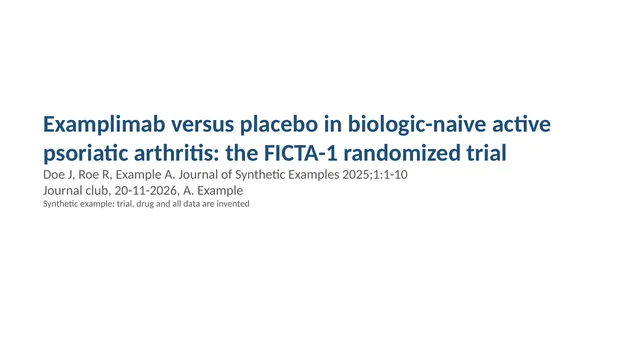 Examplimab versus placebo in biologic-naive active
psoriatic arthritis: the FICTA-1 randomized trial
Doe J, Roe R, Example A. Journal of Synthetic Examples 2025;1:1-10
Journal club, 20-11-2026, A. Example
Synthetic example: trial, drug and all data are invented